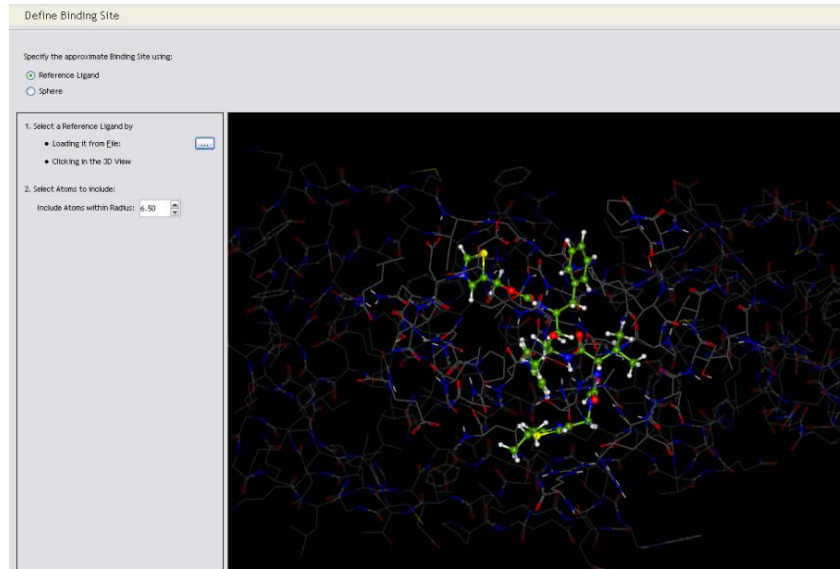 Define Binding Site
Specify the approximate Binding Site using:
Reference Ligand
Sphere
1. Select a Reference Ligand by
• Loading it from File:
...
• Clicking in the 3D View
2. Select Atoms to include:
Include Atoms within Radius: 6.50